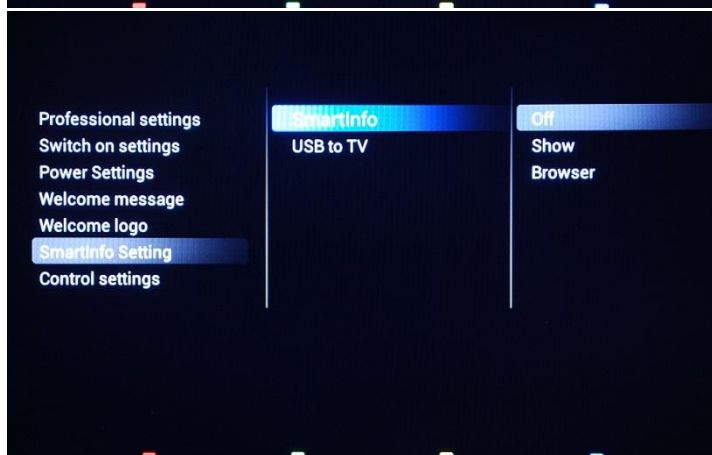 Professional settings
Switch on settings
Power Settings
Welcome message
Welcome logo
SmartInfo Setting
Control settings
SmartInfo
USB to TV
Off
Show
Browser